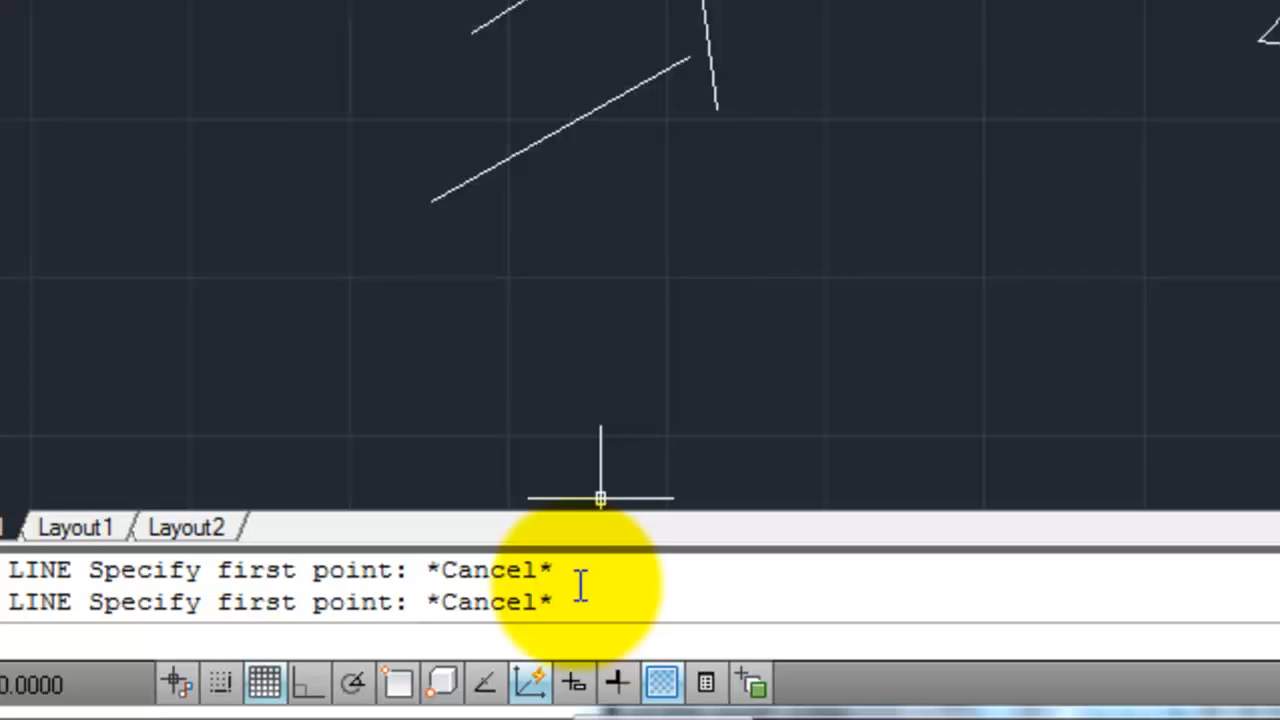 Layout1 Layout2
LINE Specify first point: *Cancel*
LINE Specify first point: *Cancel*
0.0000